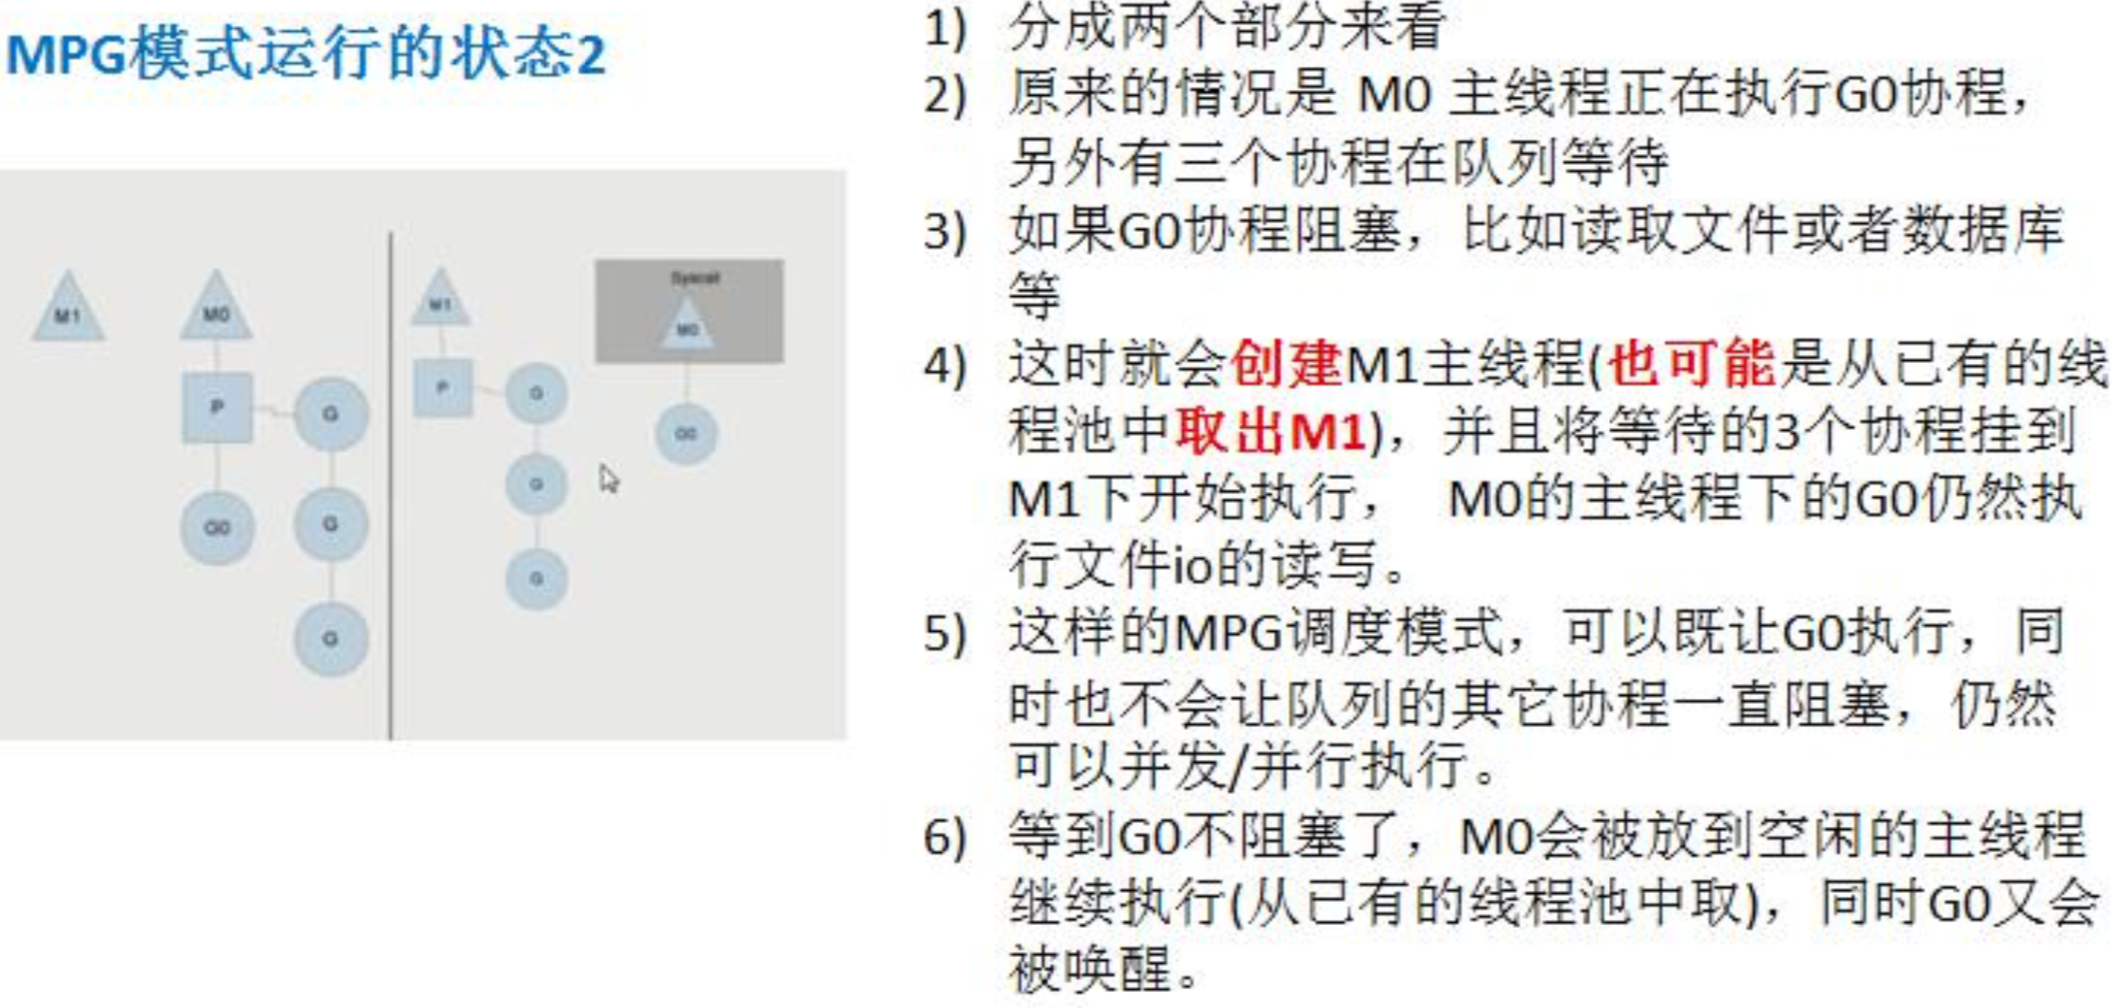 MPG模式运行的状态2
M1
M0
P
G
G0
G
G
M1
P
G
G
G
Syscall
M0
G0
1) 分成两个部分来看
2) 原来的情况是 M0 主线程正在执行G0协程，
另外有三个协程在队列等待
3) 如果G0协程阻塞，比如读取文件或者数据库
等
4) 这时就会创建M1主线程(也可能是从已有的线
程池中取出M1)，并且将等待的3个协程挂到
M1下开始执行， M0的主线程下的G0仍然执
行文件io的读写。
5) 这样的MPG调度模式，可以既让G0执行，同
时也不会让队列的其它协程一直阻塞，仍然
可以并发/并行执行。
6) 等到G0不阻塞了，M0会被放到空闲的主线程
继续执行(从已有的线程池中取)，同时G0又会
被唤醒。